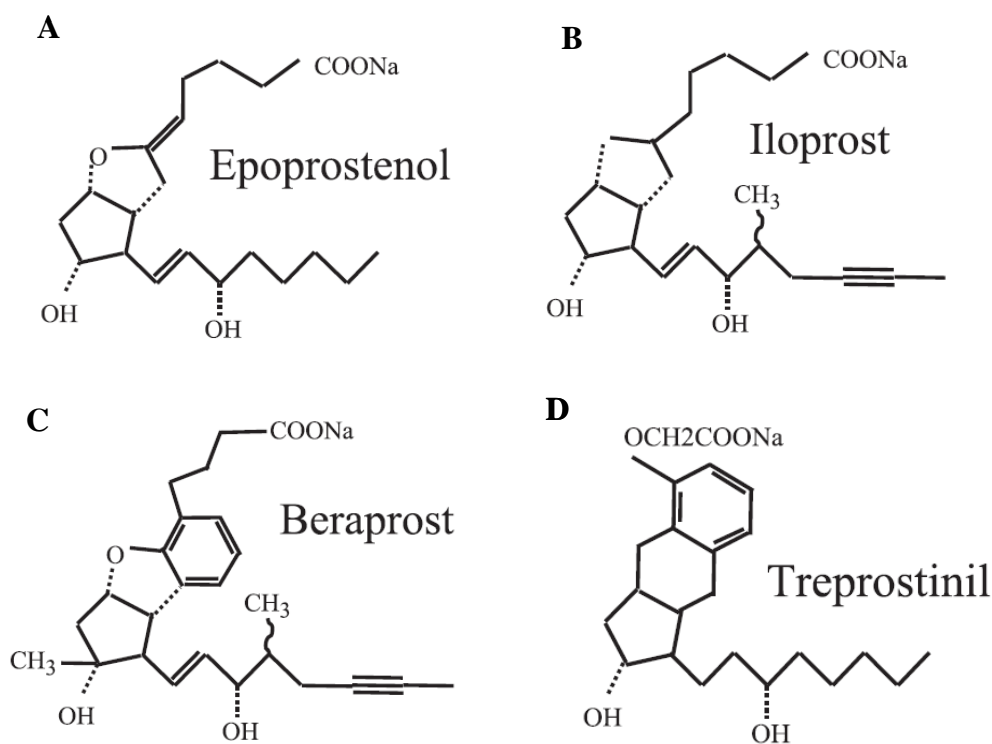 A
COONa
O
Epoprostenol
OH
OH
B
COONa
Iloprost
CH3
OH
OH
C
COONa
Beraprost
O
CH3
CH3
OH
OH
D
OCH2COONa
Treprostinil
OH
OH